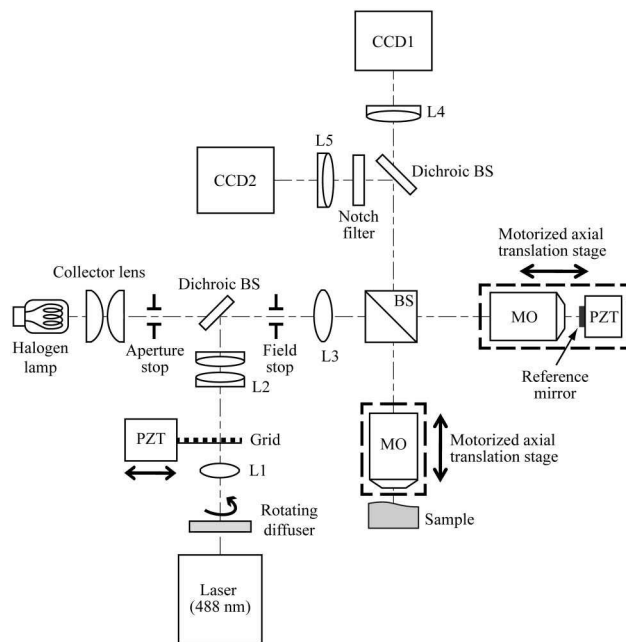 CCD1
L4
L5
CCD2
Dichroic BS
Notch
filter
Motorized axial
translation stage
Collector lens
Dichroic BS
BS
MO
PZT
Halogen
lamp
Aperture
stop
Field
stop
L3
Reference
mirror
L2
PZT
Grid
MO
Motorized axial
translation stage
L1
Rotating
diffuser
Sample
Laser
(488 nm)